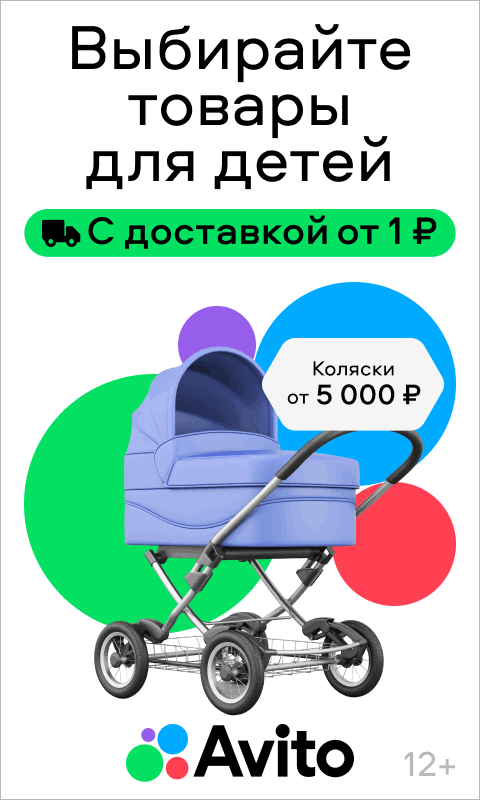 Выбирайте
товары
для детей
С доставкой от 1 ₽
Коляски
от 5 000 ₽
Avito
12+